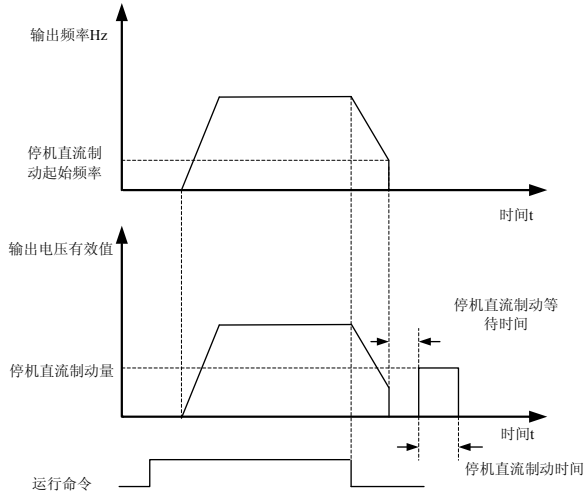 输出频率Hz
停机直流制
动起始频率
时间t
输出电压有效值
停机直流制动等
待时间
停机直流制动量
时间t
停机直流制动时间
运行命令